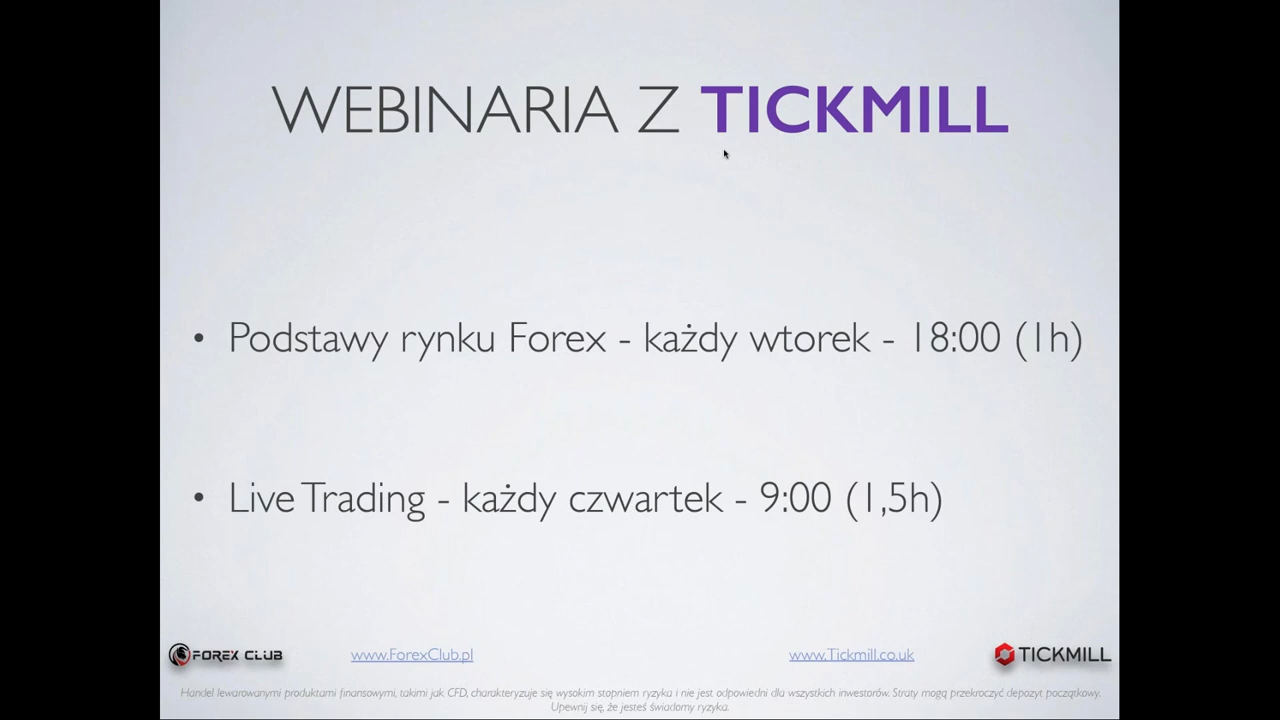 WEBINARIA Z TICKMILL
• Podstawy rynku Forex - każdy wtorek - 18:00 (1h)
• Live Trading - każdy czwartek - 9:00 (1,5h)
FOREX CLUB www.ForexClub.pl www.Tickmill.co.uk TICKMILL
Handel lewarowanymi produktami finansowymi, takimi jak CFD, charakteryzuje się wysokim stopniem ryzyka i nie jest odpowiedni dla wszystkich inwestorów. Straty mogą przekroczyć depozyt początkowy.
Upewnij się, że jesteś świadomy ryzyka.